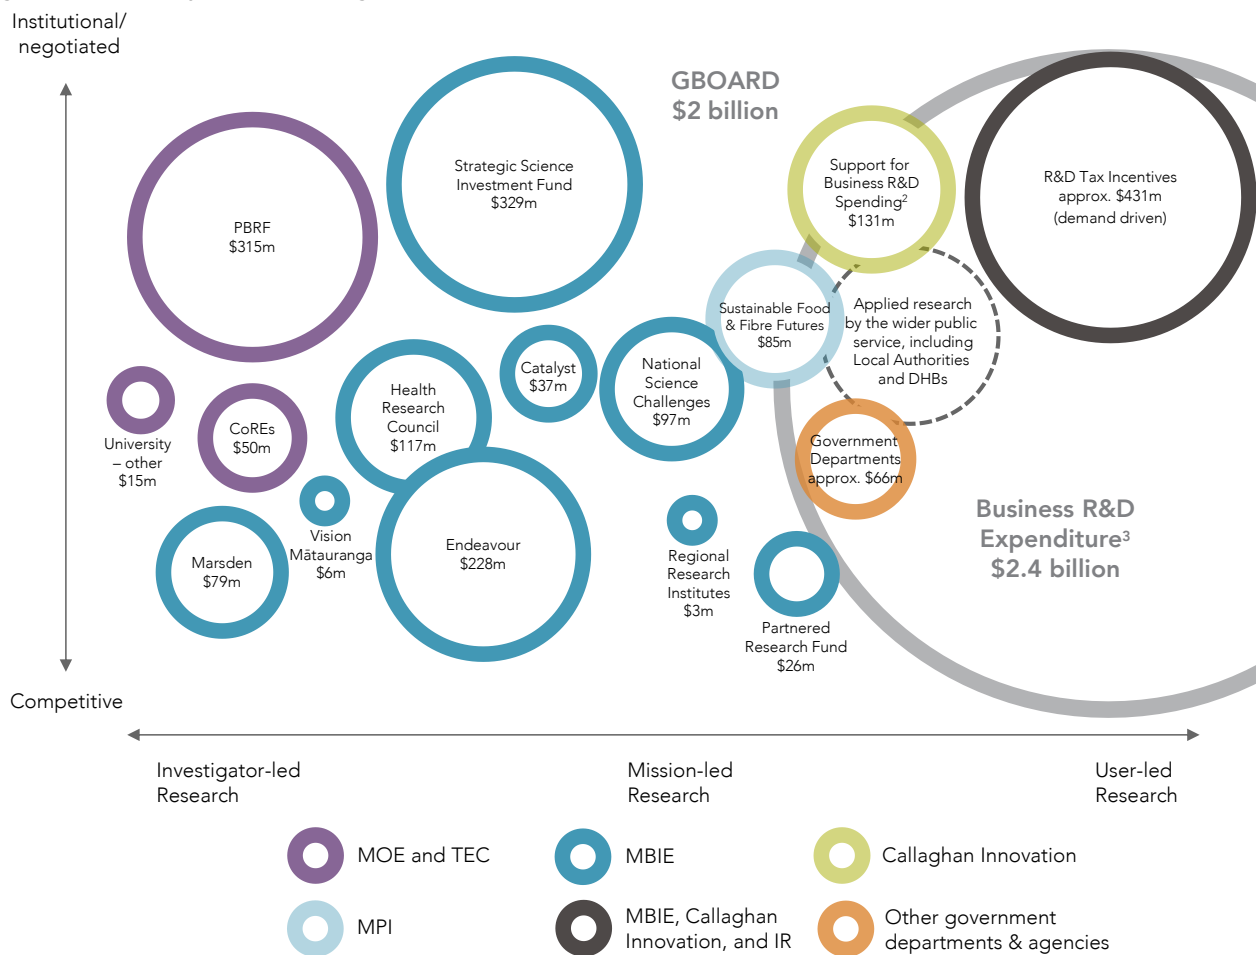 Institutional/
negotiated
GBOARD
$2 billion
Strategic Science
Investment Fund
$329m
Support for
Business R&D
Spending2
$131m
R&D Tax Incentives
approx. $431m
(demand driven)
PBRF
$315m
Sustainable Food
& Fibre Futures
$85m
Applied research
by the wider public
service, including
Local Authorities
and DHBs
Catalyst
$37m
National
Science
Challenges
$97m
Health
Research
Council
$117m
University
– other
$15m
CoREs
$50m
Government
Departments
approx. $66m
Business R&D
Expenditure3
$2.4 billion
Vision
Mātauranga
$6m
Marsden
$79m
Endeavour
$228m
Regional
Research
Institutes
$3m
Partnered
Research Fund
$26m
Competitive
Investigator-led
Research
Mission-led
Research
User-led
Research
MOE and TEC
MBIE
Callaghan Innovation
MPI
MBIE, Callaghan
Innovation, and IR
Other government
departments & agencies